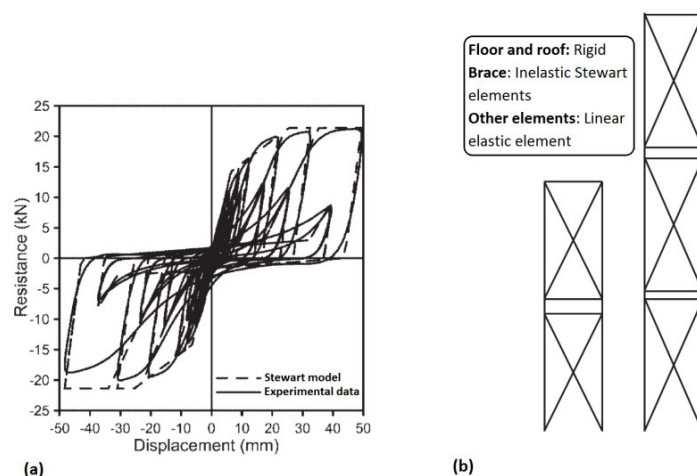 Floor and roof: Rigid
Brace: Inelastic Stewart
elements
Other elements: Linear
elastic element
Resistance (kN)
25
20
15
10
5
0
-5
-10
-15
-20
-25
Stewart model
Experimental data
-50 -40 -30 -20 -10 0 10 20 30 40 50
Displacement (mm)
(a)
(b)